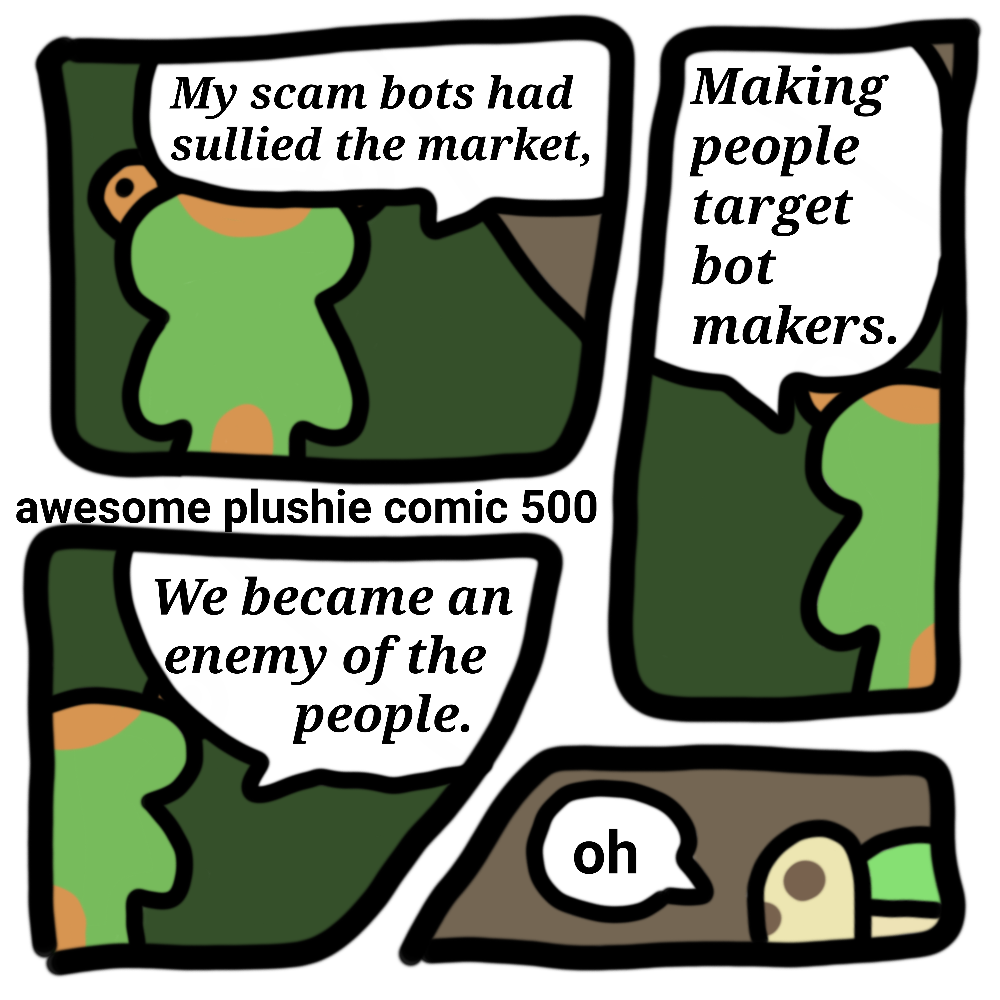 My scam bots had
sullied the market,
Making
people
target
bot
makers.
awesome plushie comic 500
We became an
enemy of the
people.
oh